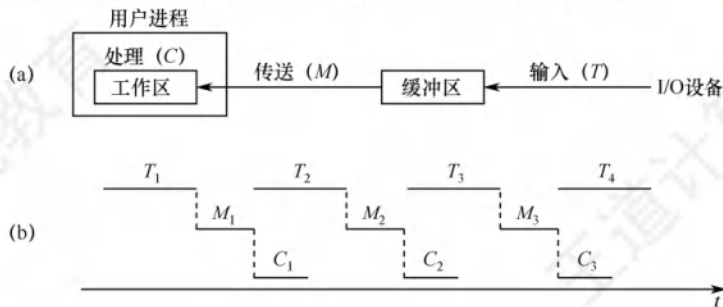 用户进程
处理 (C)
(a) 工作区 传送 (M) 缓冲区 输入 (T) I/O设备
T₁ T₂ T₃ T₄
(b) M₁ M₂ M₃
C₁ C₂ C₃
t